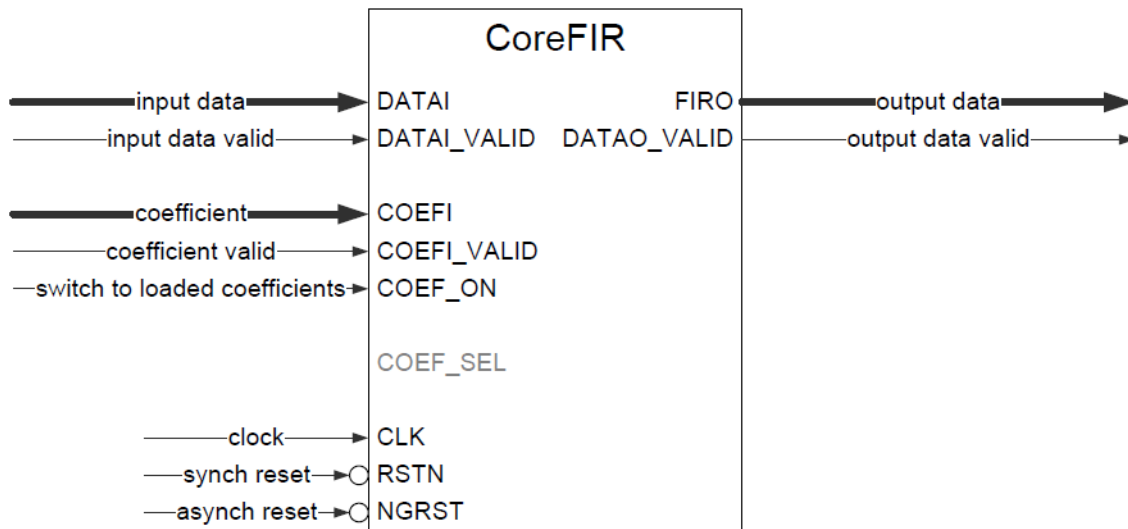 CoreFIR
input data DATAI FIRO output data
input data valid DATAI_VALID DATAO_VALID output data valid
coefficient COEFI
coefficient valid COEFI_VALID
switch to loaded coefficients COEF_ON
COEF_SEL
clock CLK
synch reset RSTN
asynch reset NGRST